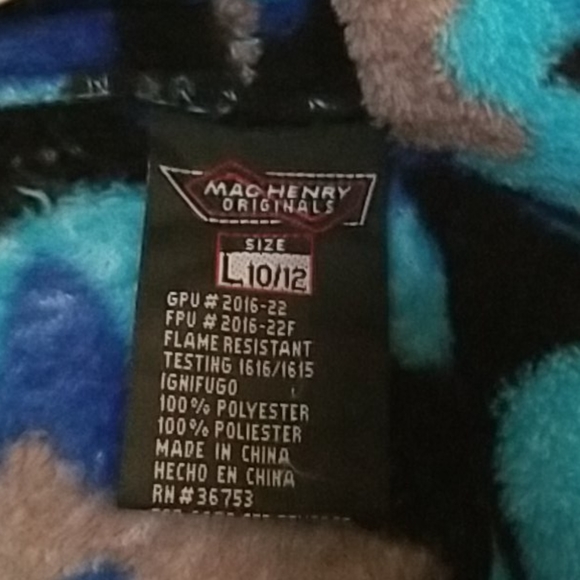 MAC HENRY
ORIGINALS
SIZE
L 10/12
GPU # 2016-22
FPU # 2016-22F
FLAME RESISTANT
TESTING 1616/1615
IGNIFUGO
100% POLYESTER
100% POLIESTER
MADE IN CHINA
HECHO EN CHINA
RN # 36753